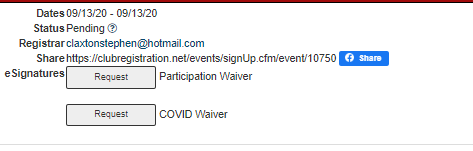 Dates 09/13/20 - 09/13/20
Status Pending ?
Registrar claxtonstephen@hotmail.com
Share https://clubregistration.net/events/signUp.cfm/event/10750 Share
eSignatures Request Participation Waiver
Request COVID Waiver